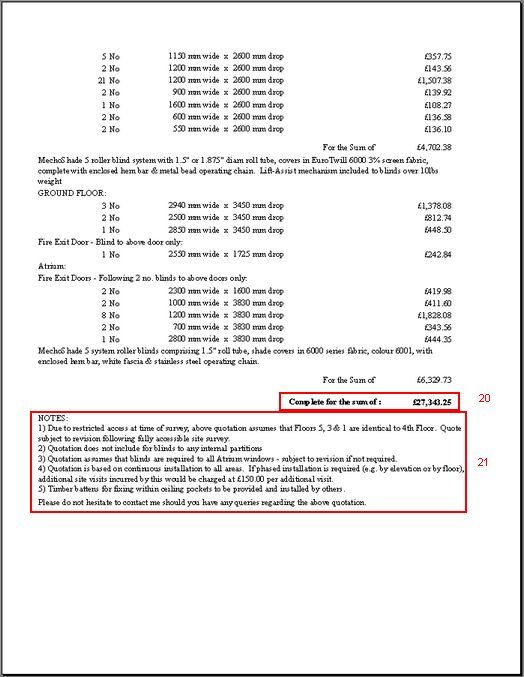 5 No 1150 mm wide x 2600 mm drop £357.75
2 No 1200 mm wide x 2600 mm drop £143.56
21 No 1200 mm wide x 2600 mm drop £1,507.38
2 No 900 mm wide x 2600 mm drop £139.92
1 No 1600 mm wide x 2600 mm drop £108.27
2 No 600 mm wide x 2600 mm drop £136.58
2 No 550 mm wide x 2600 mm drop £136.10
For the Sum of £4,702.38
MechoShade 5 roller blind system with 1.5" or 1.875" diam roll tube, covers in EuroTwill 6000 3% screen fabric,
complete with enclosed hem bar & metal bead operating chain. Lift-Assist mechanism included to blinds over 10lbs
weight
GROUND FLOOR:
3 No 2940 mm wide x 3450 mm drop £1,378.08
2 No 2500 mm wide x 3450 mm drop £812.74
1 No 2850 mm wide x 3450 mm drop £448.50
Fire Exit Door - Blind to above door only:
1 No 2550 mm wide x 1725 mm drop £242.84
Atrium:
Fire Exit Doors - Following 2 no. blinds to above doors only:
2 No 2300 mm wide x 1600 mm drop £419.98
2 No 1000 mm wide x 3830 mm drop £411.60
8 No 1200 mm wide x 3830 mm drop £1,828.08
2 No 700 mm wide x 3830 mm drop £343.56
1 No 2800 mm wide x 3830 mm drop £444.35
Mechoshade 5 system roller blinds comprising 1.5" roll tube, shade covers in 6000 series fabric, colour 6001, with
enclosed hem bar, white fascia & stainless steel operating chain.
For the Sum of £6,329.73
Complete for the sum of : £27,343.25 20
NOTES:
1) Due to restricted access at time of survey, above quotation assumes that Floors 5, 3 & 1 are identical to 4th Floor. Quote
subject to revision following fully accessible site survey.
2) Quotation does not include for blinds to any internal partitions
3) Quotation assumes that blinds are required to all Atrium windows - subject to revision if not required.
21
4) Quotation is based on continuous installation to all areas. If phased installation is required (e.g. by elevation or by floor),
additional site visits incurred by this would be charged at £150.00 per additional visit.
5) Timber battens for fixing within ceiling pockets to be provided and installed by others.
Please do not hesitate to contact me should you have any queries regarding the above quotation.